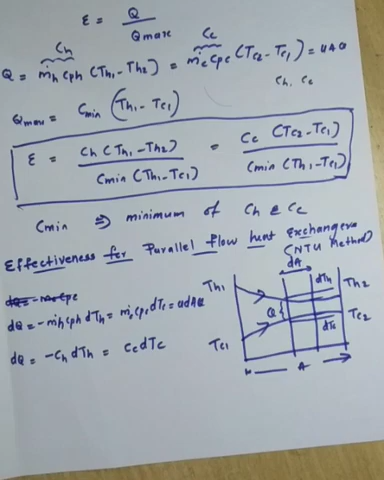 ε = Q / Qmax
Ch Cc
Q = ṁh Cph (Th1 - Th2) = ṁc Cpc (Tc2 - Tc1) = UAθ
Ch, Cc
Qmax = Cmin (Th1 - Tc1)
ε = Ch (Th1 - Th2) / Cmin (Th1 - Tc1) = Cc (Tc2 - Tc1) / Cmin (Th1 - Tc1)
Cmin ⇒ minimum of Ch & Cc
Effectiveness for Parallel flow heat Exchangers
(NTU Method)
dQ = -ṁh Cph dTh = ṁc Cpc dTc = UdAθ
dQ = -Ch dTh = Cc dTc
dA
Th1 dTh Th2
Q
Tc1 dTc Tc2
A